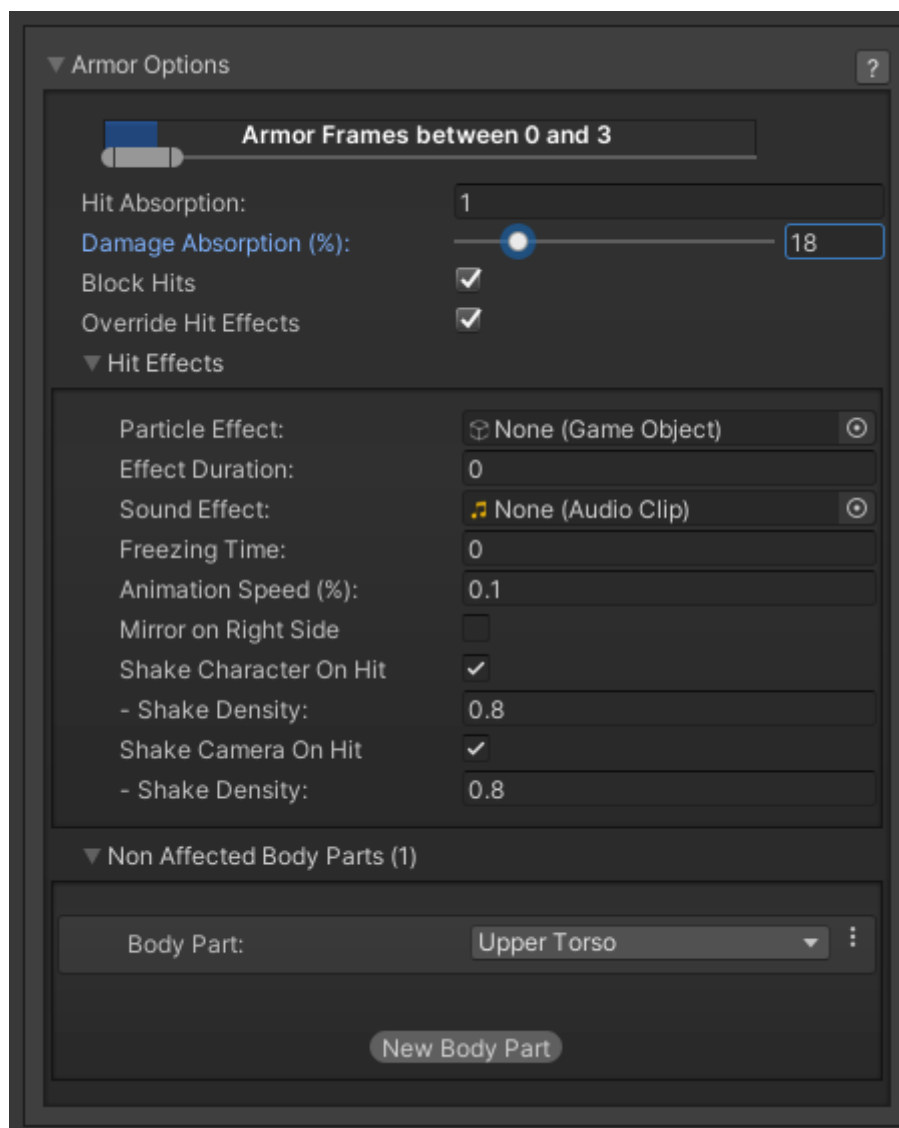 Armor Options
?
Armor Frames between 0 and 3
Hit Absorption: 1
Damage Absorption (%): 18
Block Hits
Override Hit Effects
Hit Effects
Particle Effect: None (Game Object)
Effect Duration: 0
Sound Effect: None (Audio Clip)
Freezing Time: 0
Animation Speed (%): 0.1
Mirror on Right Side
Shake Character On Hit
- Shake Density: 0.8
Shake Camera On Hit
- Shake Density: 0.8
Non Affected Body Parts (1)
Body Part: Upper Torso
New Body Part